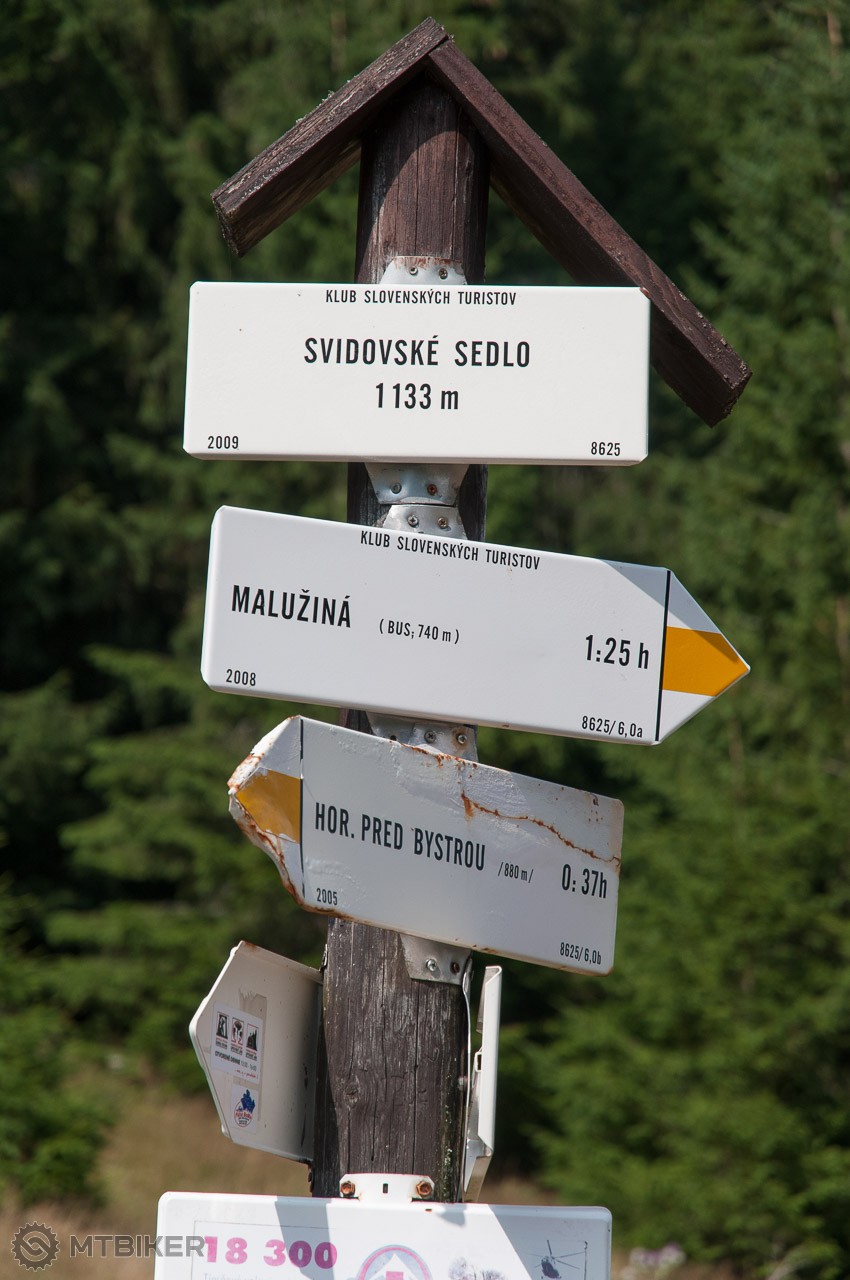 KLUB SLOVENSKÝCH TURISTOV
SVIDOVSKÉ SEDLO
1133 m
2009 8625
KLUB SLOVENSKÝCH TURISTOV
MALUŽINÁ (BUS; 740 m) 1:25 h
2008 8625/6,0a
HOR. PRED BYSTROU /880 m/ 0:37h
2005 8625/6,0b
MTBIKER
18 300